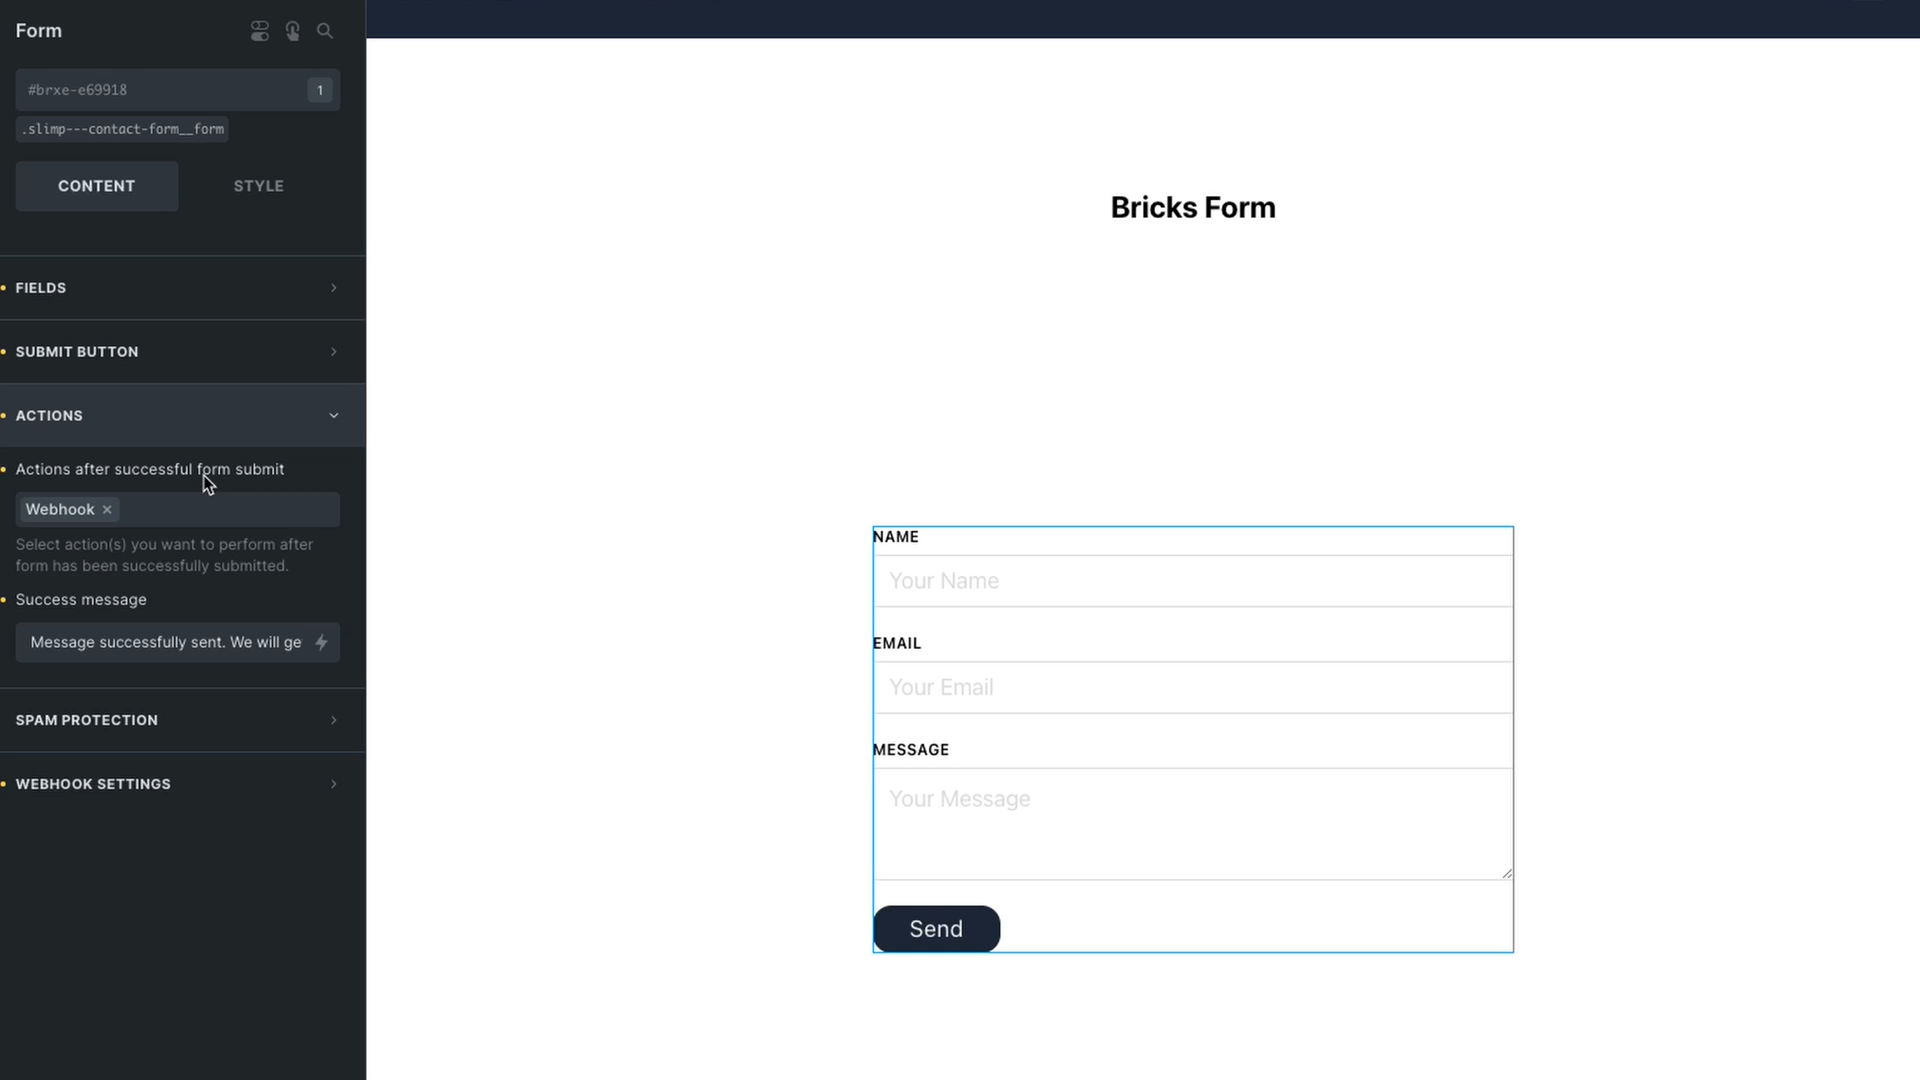 Form
#brxe-e69918
1
.slimp---contact-form__form
CONTENT
STYLE
FIELDS
SUBMIT BUTTON
ACTIONS
Actions after successful form submit
Webhook ×
Select action(s) you want to perform after
form has been successfully submitted.
Success message
Message successfully sent. We will ge
SPAM PROTECTION
WEBHOOK SETTINGS
Bricks Form
NAME
Your Name
EMAIL
Your Email
MESSAGE
Your Message
Send